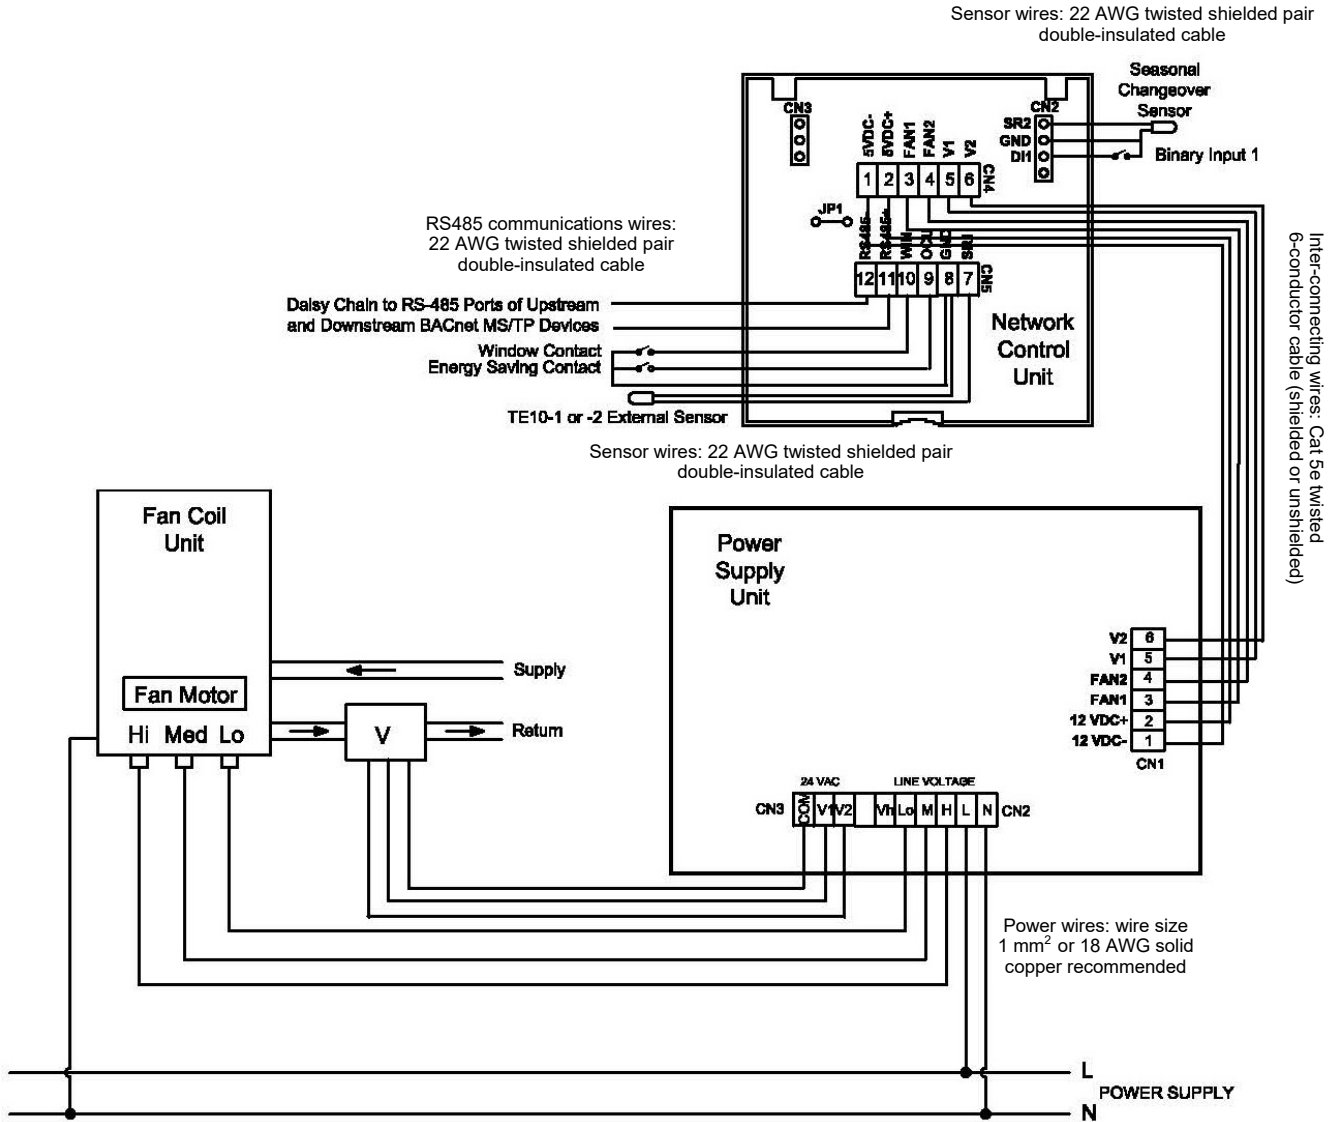 Sensor wires: 22 AWG twisted shielded pair
double-insulated cable
Seasonal
Changeover
Sensor
CN3
CN2
SR2
GND
DI1
Binary Input 1
5VDC-
5VDC+
FAN1
FAN2
V1
V2
1 2 3 4 5 6
CN4
JP1
RS485-
RS485+
WIN
OCU
GND
SR1
12 11 10 9 8 7
CN5
RS485 communications wires:
22 AWG twisted shielded pair
double-insulated cable
Daisy Chain to RS-485 Ports of Upstream
and Downstream BACnet MS/TP Devices
Window Contact
Energy Saving Contact
TE10-1 or -2 External Sensor
Network
Control
Unit
Sensor wires: 22 AWG twisted shielded pair
double-insulated cable
Inter-connecting wires: Cat 5e twisted
6-conductor cable (shielded or unshielded)
Fan Coil
Unit
Fan Motor
Hi Med Lo
Supply
V
Return
Power
Supply
Unit
V2 6
V1 5
FAN2 4
FAN1 3
12 VDC+ 2
12 VDC- 1
CN1
24 VAC
LINE VOLTAGE
CN3 COM V1 V2 Vh Lo M H L N CN2
Power wires: wire size
1 mm² or 18 AWG solid
copper recommended
L
POWER SUPPLY
N